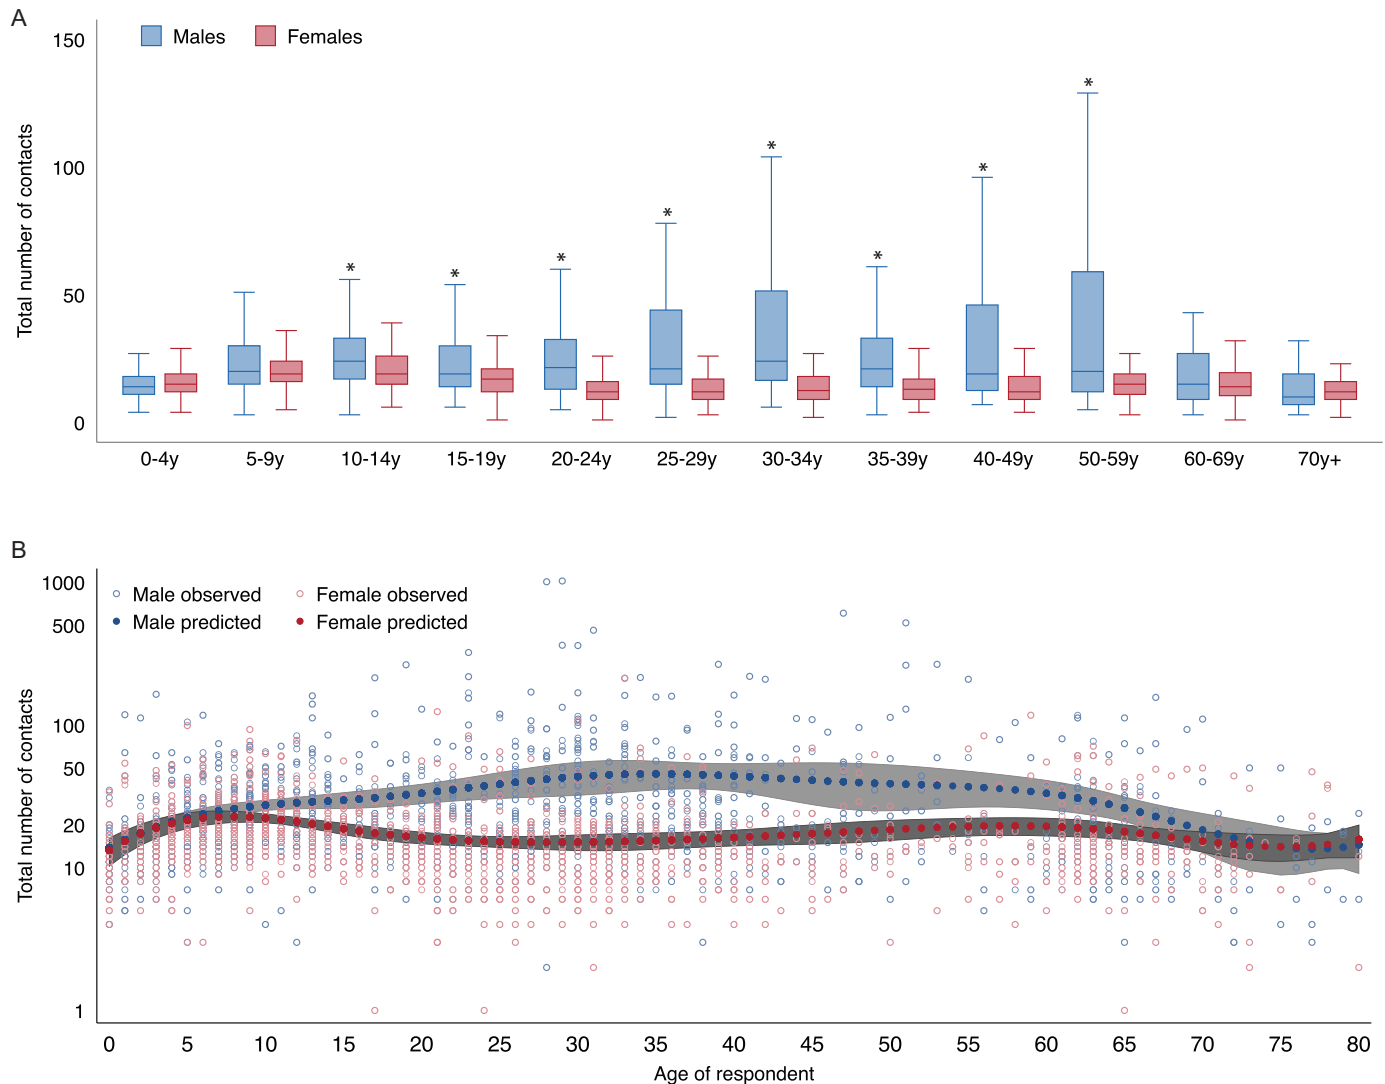 A
Males Females
150
100
50
0
Total number of contacts
* * * * * * * * *
0-4y 5-9y 10-14y 15-19y 20-24y 25-29y 30-34y 35-39y 40-49y 50-59y 60-69y 70y+
B
Male observed Female observed
Male predicted Female predicted
1000
500
100
50
20
10
1
Total number of contacts
0 5 10 15 20 25 30 35 40 45 50 55 60 65 70 75 80
Age of respondent